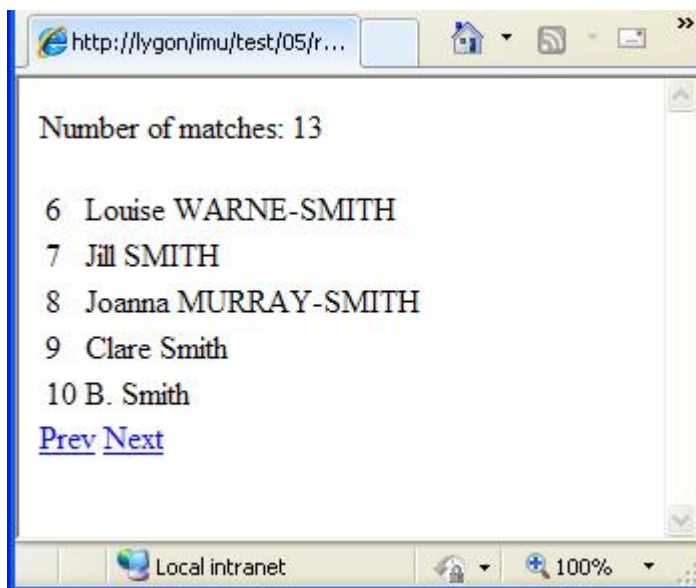 http://lygon/imu/test/05/r...
»
Number of matches: 13
6 Louise WARNE-SMITH
7 Jill SMITH
8 Joanna MURRAY-SMITH
9 Clare Smith
10 B. Smith
Prev Next
Local intranet 100%